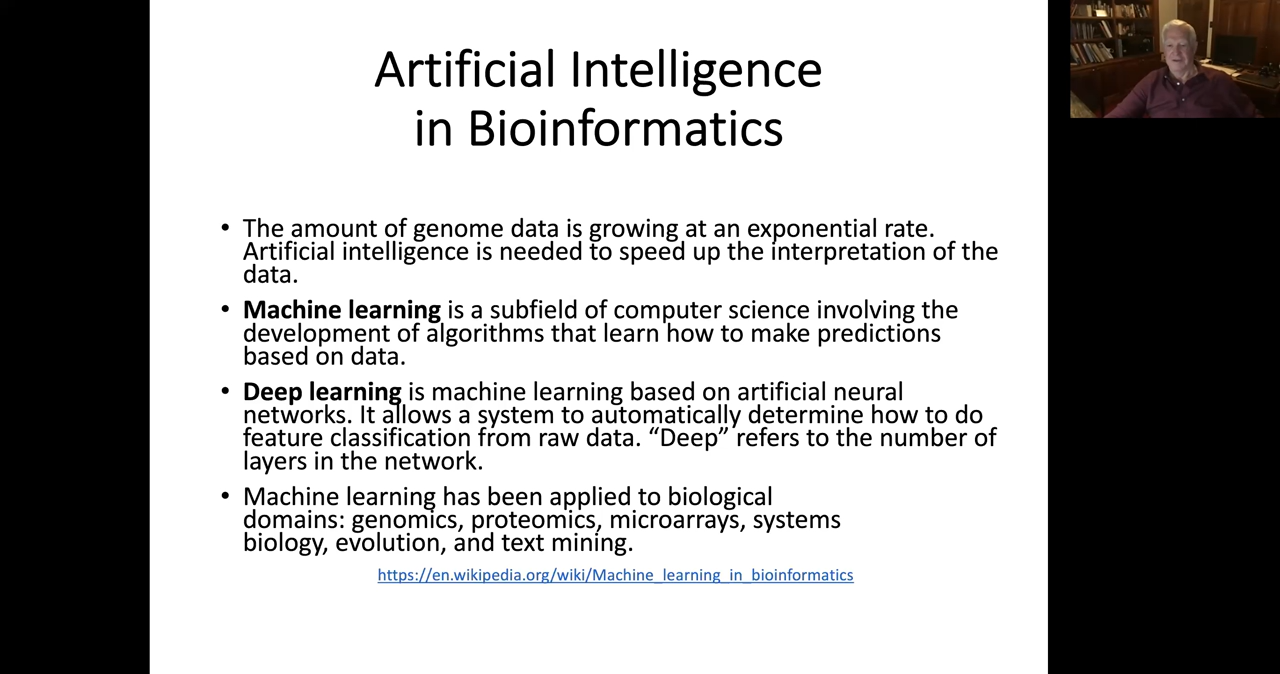 Artificial Intelligence
in Bioinformatics
• The amount of genome data is growing at an exponential rate.
Artificial intelligence is needed to speed up the interpretation of the
data.
• Machine learning is a subfield of computer science involving the
development of algorithms that learn how to make predictions
based on data.
• Deep learning is machine learning based on artificial neural
networks. It allows a system to automatically determine how to do
feature classification from raw data. “Deep” refers to the number of
layers in the network.
• Machine learning has been applied to biological
domains: genomics, proteomics, microarrays, systems
biology, evolution, and text mining.
https://en.wikipedia.org/wiki/Machine_learning_in_bioinformatics